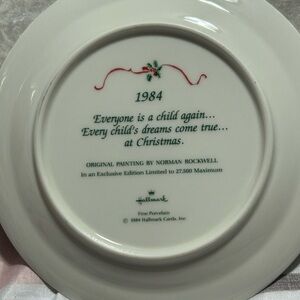 1984
Everyone is a child again...
Every child's dreams come true...
at Christmas.
ORIGINAL PAINTING BY NORMAN ROCKWELL
In an Exclusive Edition Limited to 27,500 Maximum
Hallmark
Fine Porcelain
© 1984 Hallmark Cards, Inc.